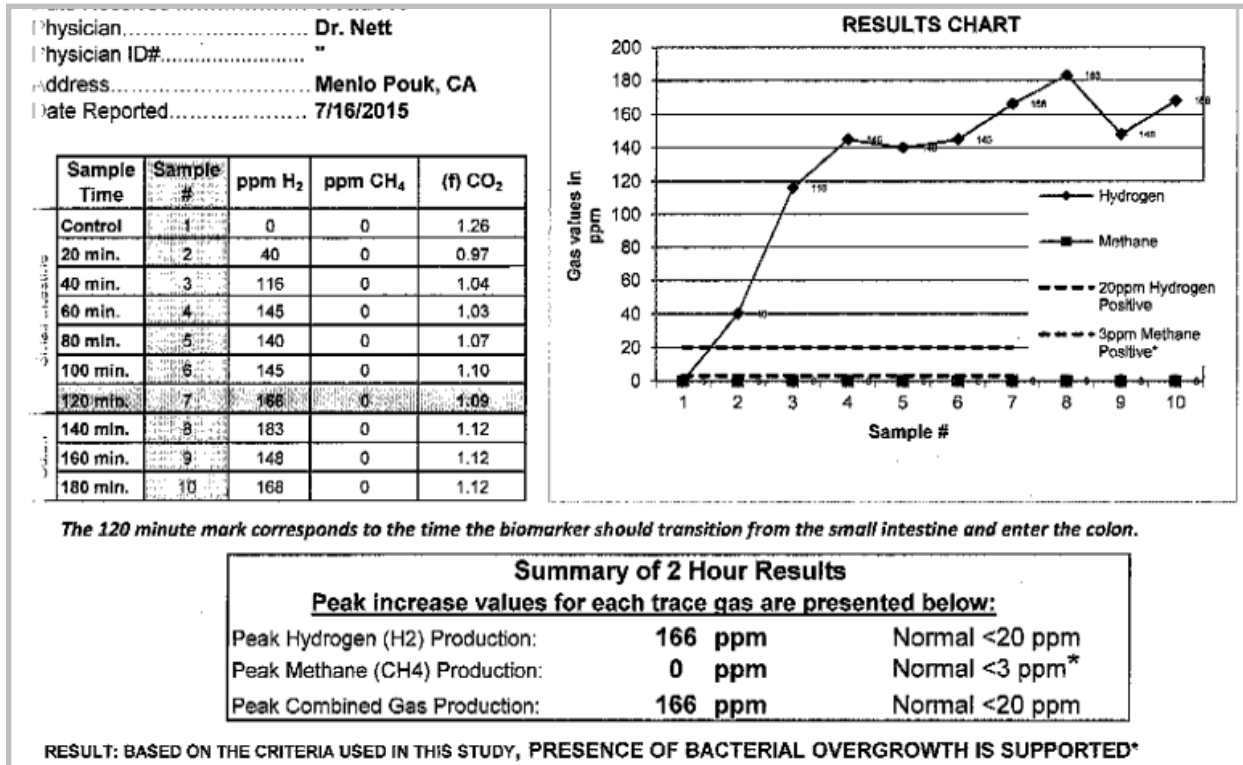 Physician............................ Dr. Nett
Physician ID#........................ "
Address.............................. Menlo Pouk, CA
Date Reported..................... 7/16/2015
Sample Time Sample # ppm H₂ ppm CH₄ (f) CO₂
Control 1 0 0 1.26
20 min. 2 40 0 0.97
40 min. 3 116 0 1.04
60 min. 4 145 0 1.03
80 min. 5 140 0 1.07
100 min. 6 145 0 1.10
120 min. 7 166 0 1.09
140 min. 8 183 0 1.12
160 min. 9 148 0 1.12
180 min. 10 168 0 1.12
RESULTS CHART
200
180
160
140
120
100
80
60
40
20
0
Gas values in ppm
1 2 3 4 5 6 7 8 9 10
Sample #
Hydrogen
Methane
20ppm Hydrogen
Positive
3ppm Methane
Positive*
The 120 minute mark corresponds to the time the biomarker should transition from the small intestine and enter the colon.
Summary of 2 Hour Results
Peak increase values for each trace gas are presented below:
Peak Hydrogen (H2) Production: 166 ppm Normal <20 ppm
Peak Methane (CH4) Production: 0 ppm Normal <3 ppm*
Peak Combined Gas Production: 166 ppm Normal <20 ppm
RESULT: BASED ON THE CRITERIA USED IN THIS STUDY, PRESENCE OF BACTERIAL OVERGROWTH IS SUPPORTED*